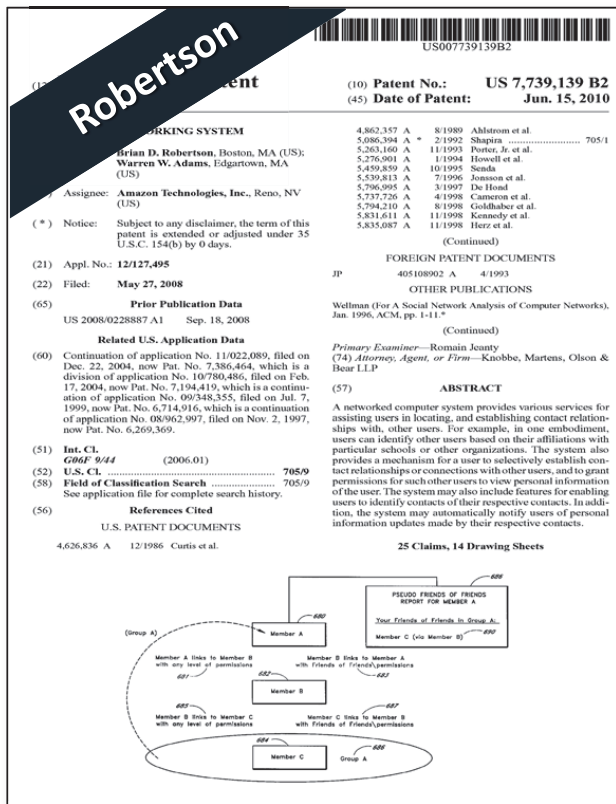 Robertson
US007739139B2
(10) Patent No.: US 7,739,139 B2
(45) Date of Patent: Jun. 15, 2010
SYSTEM
Brian D. Robertson, Boston, MA (US);
Warren W. Adams, Edgartown, MA
(US)
Assignee: Amazon Technologies, Inc., Reno, NV
(US)
( * ) Notice: Subject to any disclaimer, the term of this
patent is extended or adjusted under 35
U.S.C. 154(b) by 0 days.
(21) Appl. No.: 12/127,495
(22) Filed: May 27, 2008
(65) Prior Publication Data
US 2008/0228887 A1 Sep. 18, 2008
Related U.S. Application Data
(60) Continuation of application No. 11/022,089, filed on
Dec. 22, 2004, now Pat. No. 7,386,464, which is a
division of application No. 10/780,486, filed on Feb.
17, 2004, now Pat. No. 7,194,419, which is a continu-
ation of application No. 09/348,355, filed on Jul. 7,
1999, now Pat. No. 6,714,916, which is a continuation
of application No. 08/962,997, filed on Nov. 2, 1997,
now Pat. No. 6,269,369.
(51) Int. Cl.
G06F 9/44 (2006.01)
(52) U.S. Cl. ........................................ 705/9
(58) Field of Classification Search .................... 705/9
See application file for complete search history.
(56) References Cited
U.S. PATENT DOCUMENTS
4,626,836 A 12/1986 Curtis et al.
4,862,357 A 8/1989 Ahlstrom et al.
5,086,394 A * 2/1992 Shapira ........................ 705/1
5,263,160 A 11/1993 Porter, Jr. et al.
5,276,901 A 1/1994 Howell et al.
5,459,859 A 10/1995 Senda
5,539,813 A 7/1996 Jonsson et al.
5,796,995 A 3/1997 De Hond
5,737,726 A 4/1998 Cameron et al.
5,794,210 A 8/1998 Goldhaber et al.
5,831,611 A 11/1998 Kennedy et al.
5,835,087 A 11/1998 Herz et al.
(Continued)
FOREIGN PATENT DOCUMENTS
JP 405108902 A 4/1993
OTHER PUBLICATIONS
Wellman (For A Social Network Analysis of Computer Networks),
Jan. 1996, ACM, pp. 1-11.*
(Continued)
Primary Examiner—Romain Jeanty
(74) Attorney, Agent, or Firm—Knobbe, Martens, Olson &
Bear LLP
(57) ABSTRACT
A networked computer system provides various services for
assisting users in locating, and establishing contact relation-
ships with, other users. For example, in one embodiment,
users can identify other users based on their affiliations with
particular schools or other organizations. The system also
provides a mechanism for a user to selectively establish con-
tact relationships or connections with other users, and to grant
permissions for such other users to view personal information
of the user. The system may also include features for enabling
users to identify contacts of their respective contacts. In addi-
tion, the system may automatically notify users of personal
information updates made by their respective contacts.
25 Claims, 14 Drawing Sheets
686
PSEUDO FRIENDS OF FRIENDS
REPORT FOR MEMBER A
Your Friends of Friends in Group A:
Member C (via Member B) 690
680
(Group A)
Member A
Member A links to Member B
with any level of permissions
681
Member B links to Member A
with Friends of Friends\permissions
683
682
Member B
685
Member B links to Member C
with any level of permissions
687
Member C links to Member B
with Friends of Friends\permissions
684
Member C
Group A
686